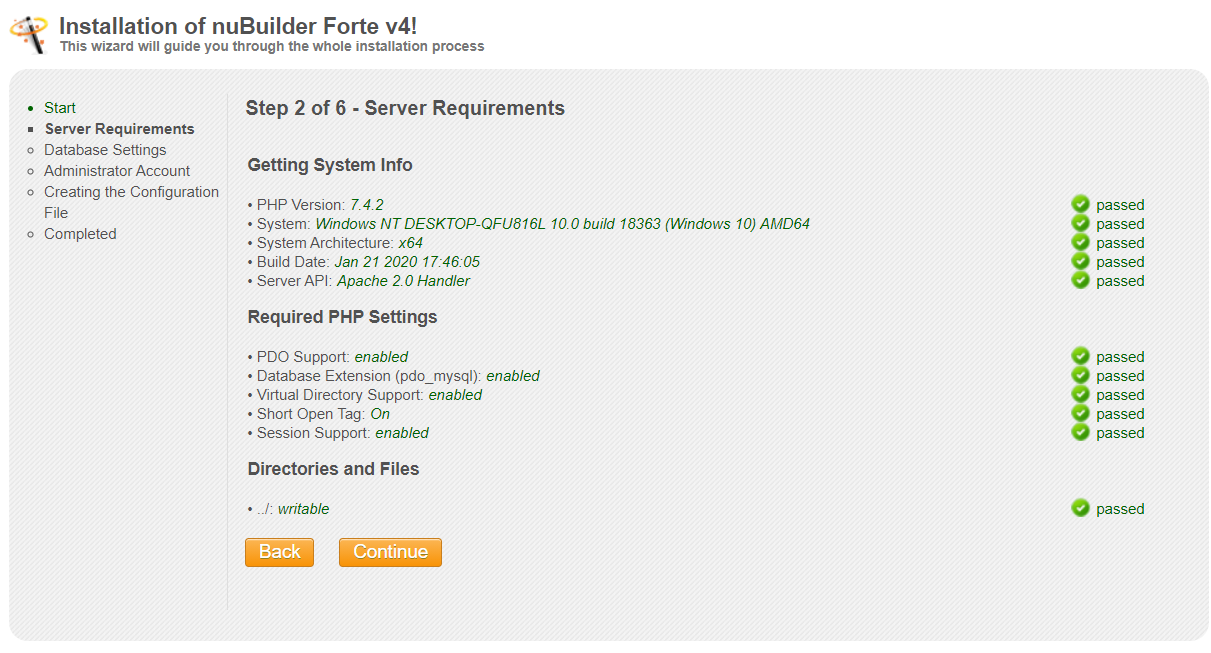 Installation of nuBuilder Forte v4!
This wizard will guide you through the whole installation process
• Start
▪ Server Requirements
○ Database Settings
○ Administrator Account
○ Creating the Configuration
File
○ Completed
Step 2 of 6 - Server Requirements
Getting System Info
• PHP Version: 7.4.2 passed
• System: Windows NT DESKTOP-QFU816L 10.0 build 18363 (Windows 10) AMD64 passed
• System Architecture: x64 passed
• Build Date: Jan 21 2020 17:46:05 passed
• Server API: Apache 2.0 Handler passed
Required PHP Settings
• PDO Support: enabled passed
• Database Extension (pdo_mysql): enabled passed
• Virtual Directory Support: enabled passed
• Short Open Tag: On passed
• Session Support: enabled passed
Directories and Files
• ../: writable passed
Back Continue